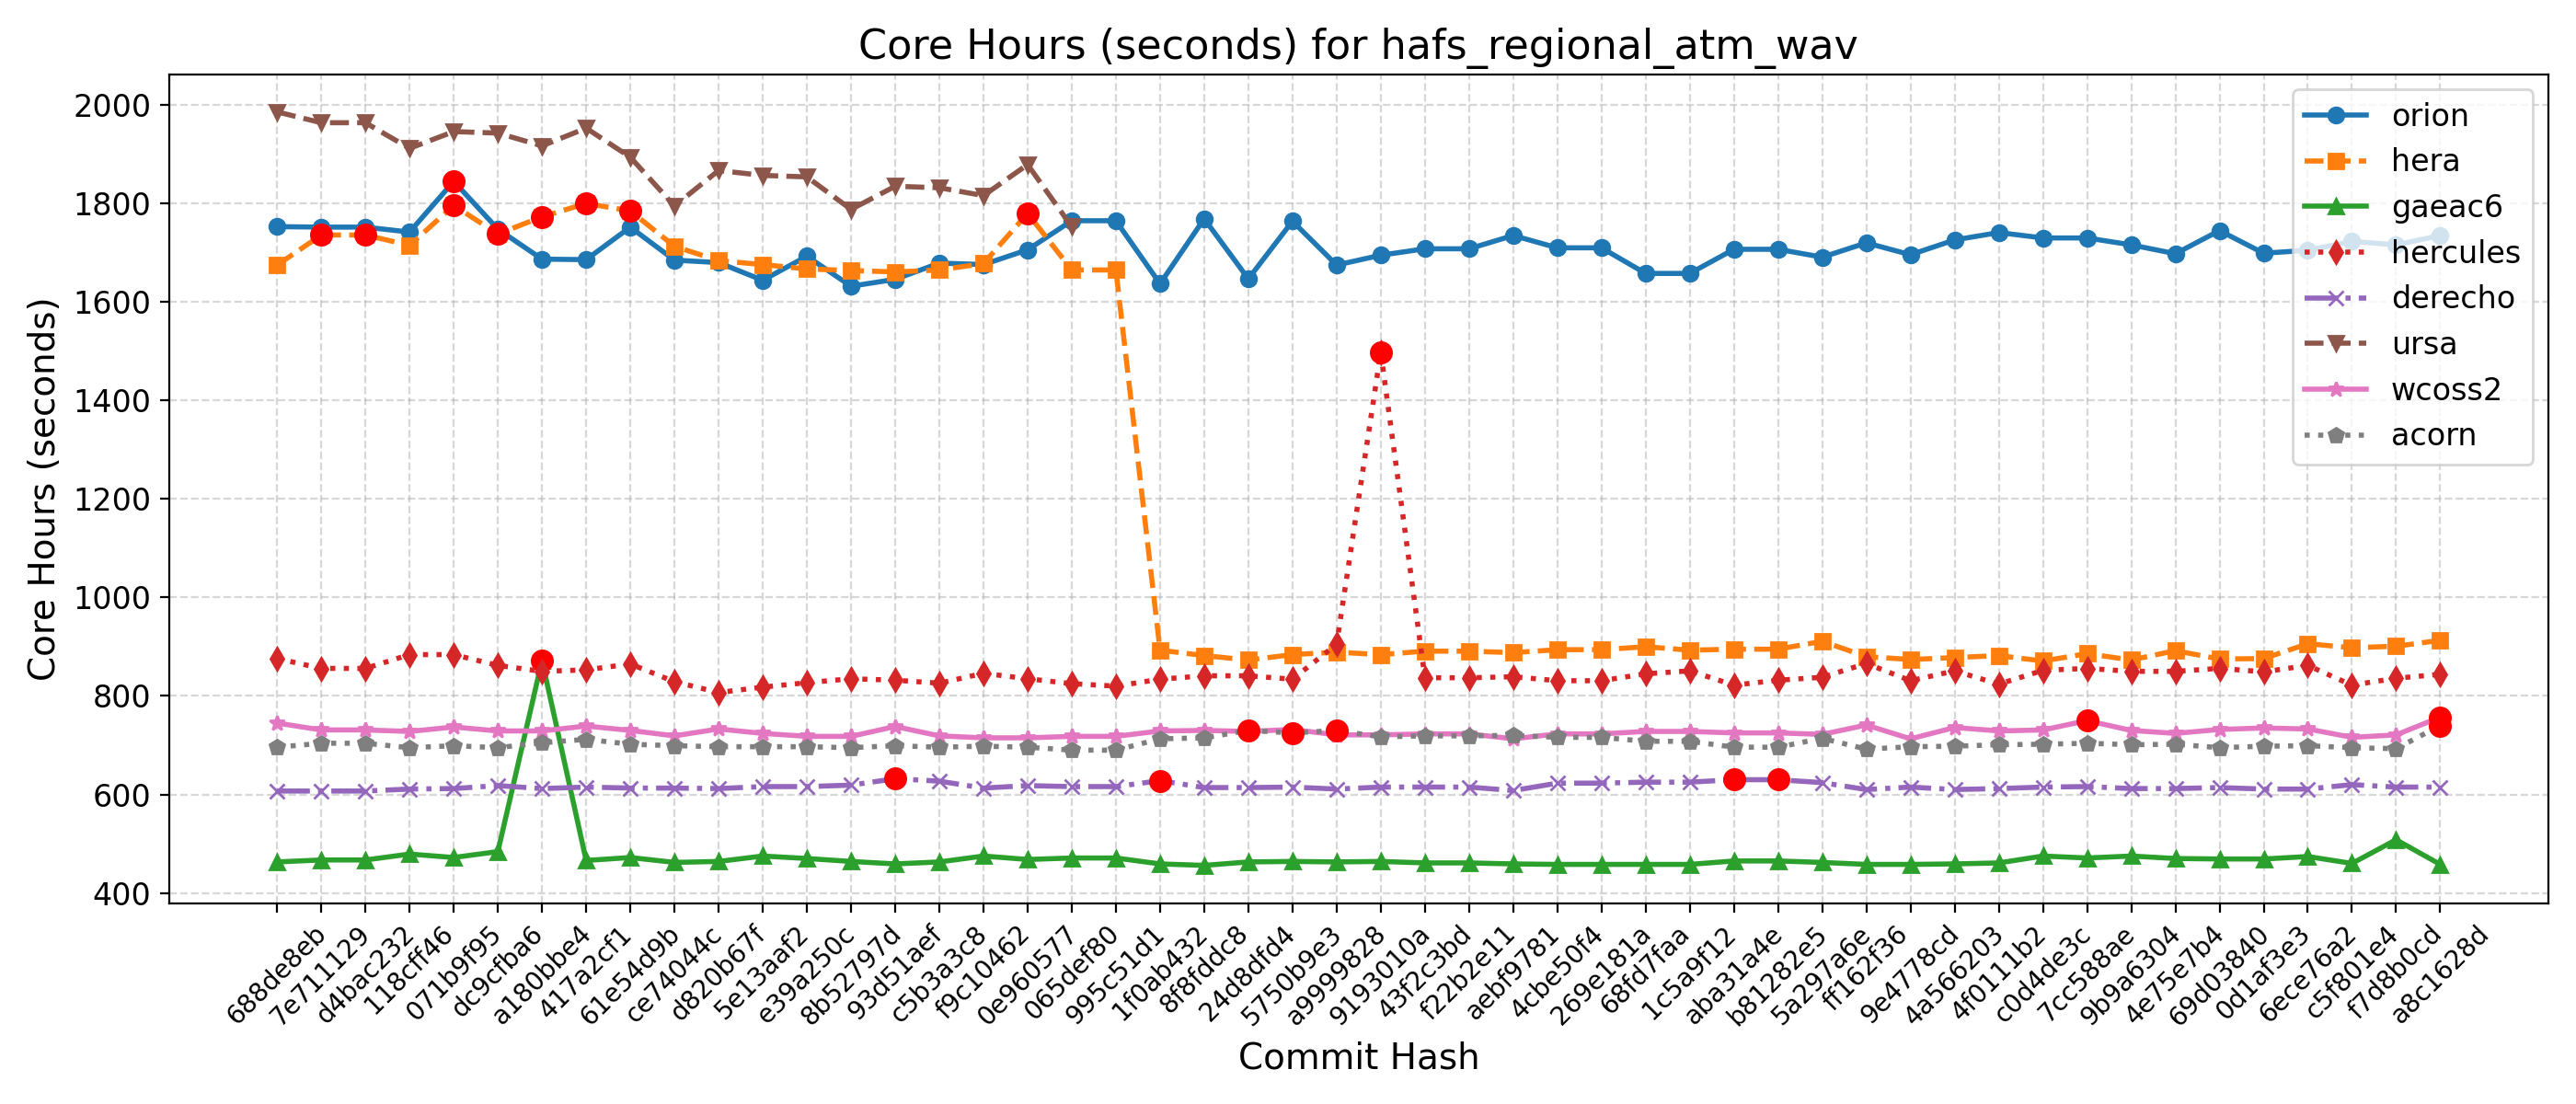 Core Hours (seconds) for hafs_regional_atm_wav
Core Hours (seconds)
2000
1800
1600
1400
1200
1000
800
600
400
orion
hera
gaeac6
hercules
derecho
ursa
wcoss2
acorn
688de8eb
7e711129
d4bac232
118cff46
071b9f95
dc9cfba6
a180bbe4
417a2cf1
61e54d9b
ce74044c
d820b67f
5e13aaf2
e39a250c
8b52797d
93d51aef
c5b3a3c8
f9c10462
0e960577
065def80
995c51d1
1f0ab432
8f8fddc8
24d8dfd4
5750b9e3
a9999828
9193010a
43f2c3bd
f22b2e11
aebf9781
4cbe50f4
269e181a
68fd7faa
1c5a9f12
aba31a4e
b81282e5
5a297a6e
ff162f36
9e4778cd
4a566203
4f0111b2
c0d4de3c
7cc588ae
9b9a6304
4e75e7b4
69d03840
0d1af3e3
6ece76a2
c5f801e4
f7d8b0cd
a8c1628d
Commit Hash